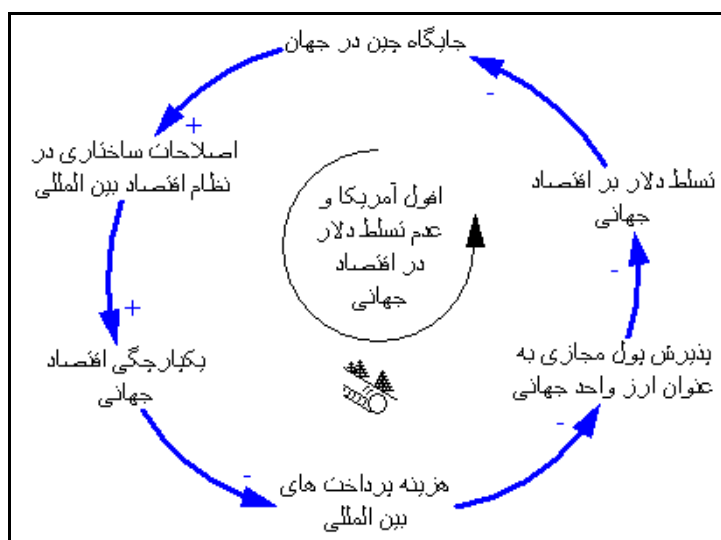 جایگاه چین در جهان
+
-
اصلاحات ساختاری در
نظام اقتصاد بین المللی
افول آمریکا و
عدم تسلط دلار
در اقتصاد
جهانی
تسلط دلار بر اقتصاد
جهانی
-
+
یکپارچگی اقتصاد
جهانی
پذیرش پول مجازی به
عنوان ارز واحد جهانی
-
-
هزینه پرداخت های
بین المللی